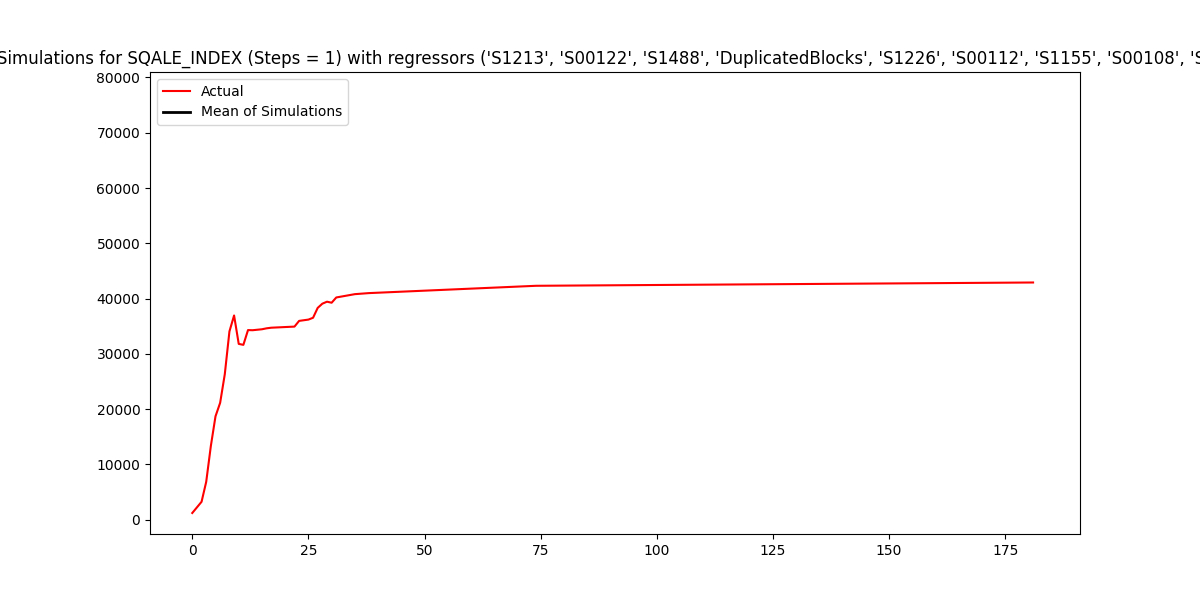 Simulations for SQALE_INDEX (Steps = 1) with regressors ('S1213', 'S00122', 'S1488', 'DuplicatedBlocks', 'S1226', 'S00112', 'S1155', 'S00108', 'S
Actual
Mean of Simulations
80000
70000
60000
50000
40000
30000
20000
10000
0
0 25 50 75 100 125 150 175